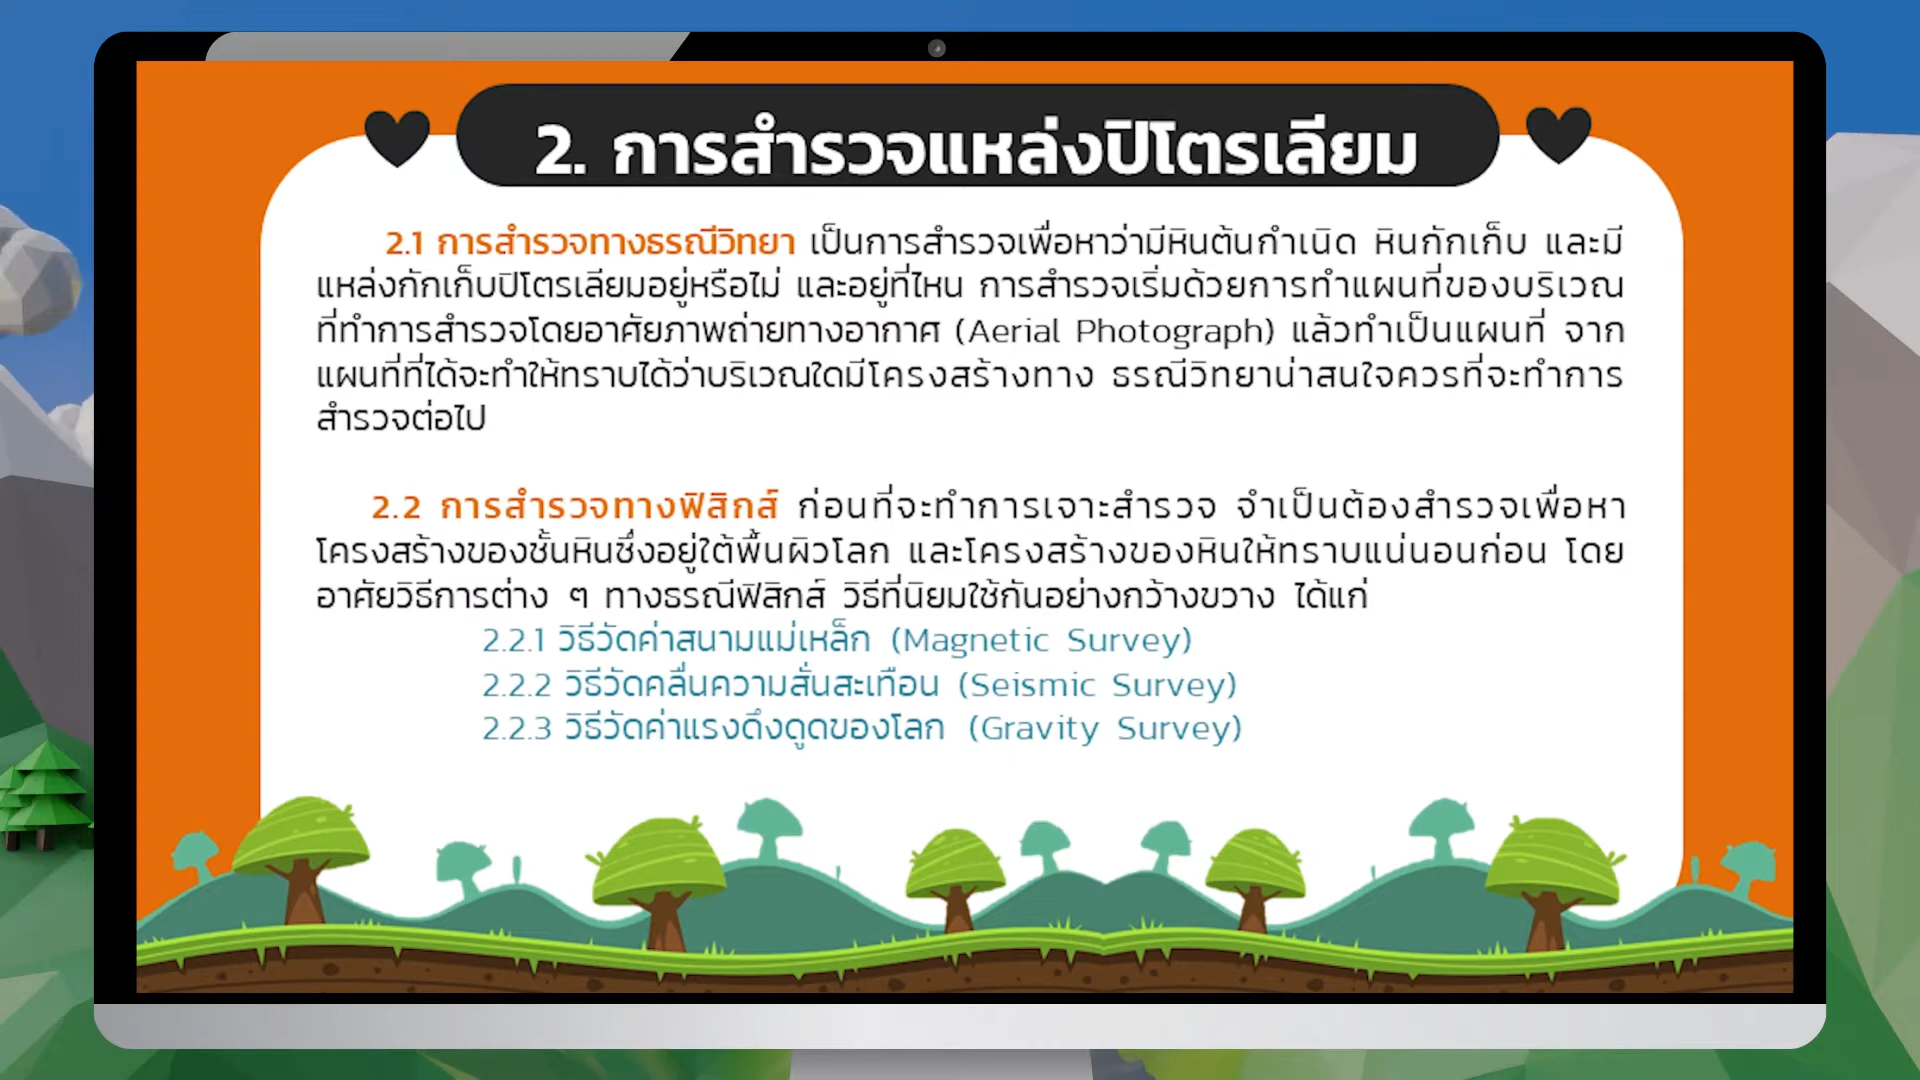 2. การสำรวจแหล่งปิโตรเลียม
2.1 การสำรวจทางธรณีวิทยา เป็นการสำรวจเพื่อหาว่ามีหินต้นกำเนิด หินกักเก็บ และมี
แหล่งกักเก็บปิโตรเลียมอยู่หรือไม่ และอยู่ที่ไหน การสำรวจเริ่มด้วยการทำแผนที่ของบริเวณ
ที่ทำการสำรวจโดยอาศัยภาพถ่ายทางอากาศ (Aerial Photograph) แล้วทำเป็นแผนที่ จาก
แผนที่ที่ได้จะทำให้ทราบได้ว่าบริเวณใดมีโครงสร้างทาง ธรณีวิทยาน่าสนใจควรที่จะทำการ
สำรวจต่อไป
2.2 การสำรวจทางฟิสิกส์ ก่อนที่จะทำการเจาะสำรวจ จำเป็นต้องสำรวจเพื่อหา
โครงสร้างของชั้นหินซึ่งอยู่ใต้พื้นผิวโลก และโครงสร้างของหินให้ทราบแน่นอนก่อน โดย
อาศัยวิธีการต่าง ๆ ทางธรณีฟิสิกส์ วิธีที่นิยมใช้กันอย่างกว้างขวาง ได้แก่
2.2.1 วิธีวัดค่าสนามแม่เหล็ก (Magnetic Survey)
2.2.2 วิธีวัดคลื่นความสั่นสะเทือน (Seismic Survey)
2.2.3 วิธีวัดค่าแรงดึงดูดของโลก (Gravity Survey)